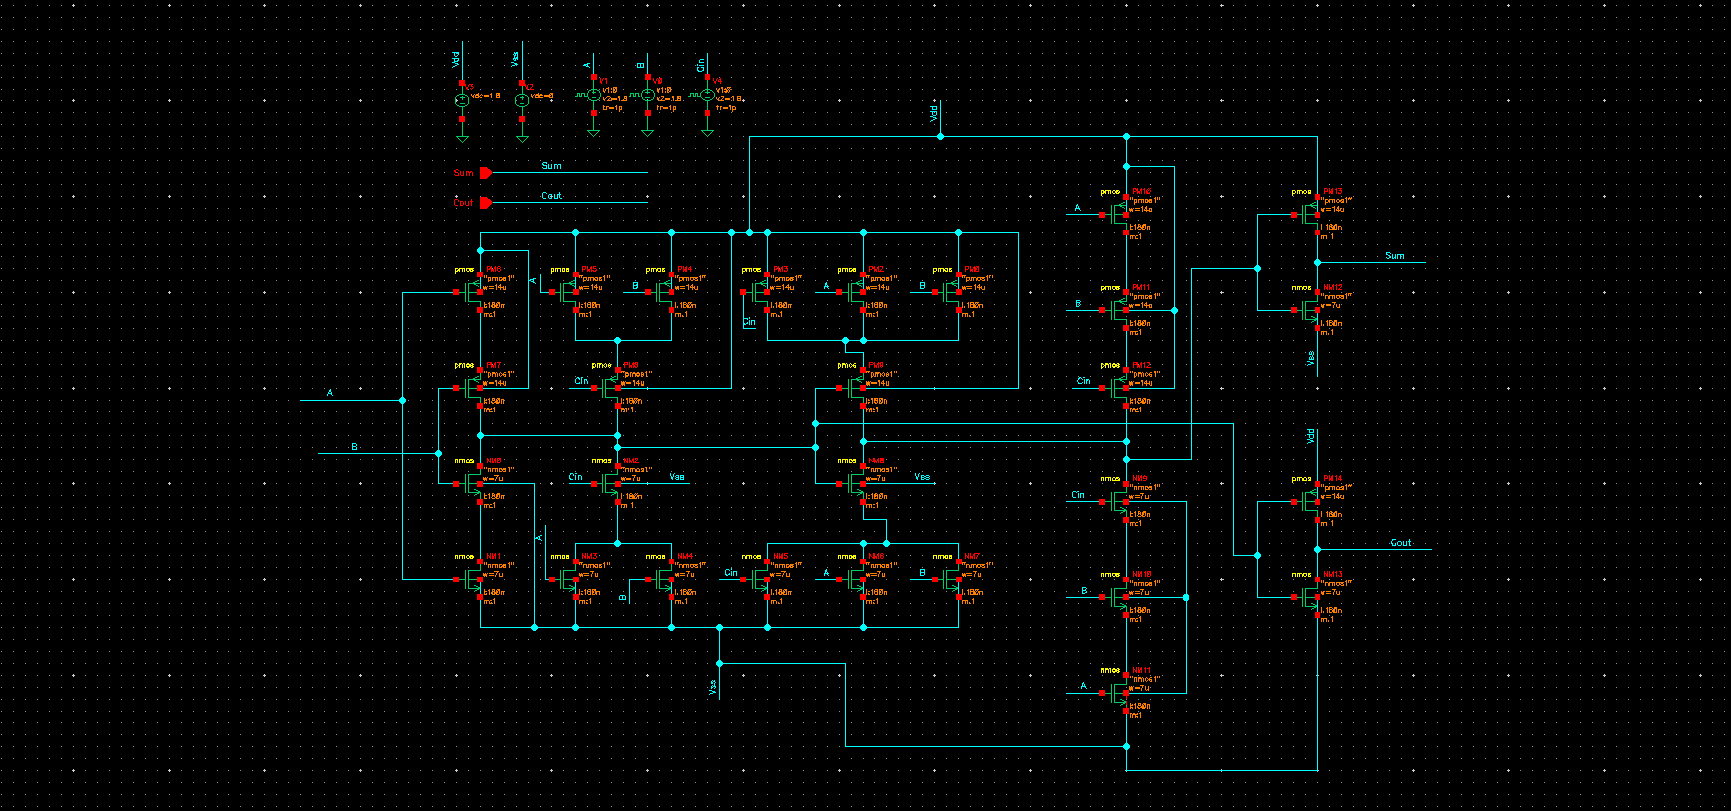 Vdd
Vss
A
B
Cin
V3
vdc=1.8
V2
vdc=0
V1
v1:0
v2=1.8
tr=1p
V0
v1:0
v2=1.8
tr=1p
V4
v1:0
v2=1.8
tr=1p
Vdd
Sum
Sum
Cout
Cout
pmos
PM10
"pmos1"
w=14u
l:180n
m:1
A
pmos
PM13
"pmos1"
w=14u
l:180n
m:1
Sum
pmos
PM6
"pmos1"
w=14u
l:180n
m:1
A
pmos
PM5
"pmos1"
w=14u
l:180n
m:1
B
pmos
PM4
"pmos1"
w=14u
l:180n
m:1
Cin
pmos
PM3
"pmos1"
w=14u
l:180n
m:1
A
pmos
PM2
"pmos1"
w=14u
l:180n
m:1
B
pmos
"pmos1"
w=14u
l:180n
m:1
B
pmos
PM11
"pmos1"
w=14u
l:180n
m:1
nmos
NM12
"nmos1"
w=7u
l:180n
m:1
Vss
pmos
PM7
"pmos1"
w=14u
l:180n
m:1
Cin
pmos
"pmos1"
w=14u
l:180n
m:1
pmos
"pmos1"
w=14u
l:180n
m:1
Cin
pmos
PM12
"pmos1"
w=14u
l:180n
m:1
A
B
Vdd
nmos
NM0
"nmos1"
w=7u
l:180n
m:1
Cin
nmos
NM2
"nmos1"
w=7u
Vss
l:180n
m:1
nmos
"nmos1"
w=7u
Vss
l:180n
m:1
Cin
nmos
NM9
"nmos1"
w=7u
l:180n
m:1
pmos
PM14
"pmos1"
w=14u
l:180n
m:1
Cout
nmos
NM1
"nmos1"
w=7u
l:180n
m:1
A
nmos
NM3
"nmos1"
w=7u
l:180n
m:1
B
nmos
NM4
"nmos1"
w=7u
l:180n
m:1
Cin
nmos
NM5
"nmos1"
w=7u
l:180n
m:1
A
nmos
NM6
"nmos1"
w=7u
l:180n
m:1
B
nmos
NM7
"nmos1"
w=7u
l:180n
m:1
B
nmos
NM10
"nmos1"
w=7u
l:180n
m:1
nmos
NM13
"nmos1"
w=7u
l:180n
m:1
Vss
A
nmos
NM11
"nmos1"
w=7u
l:180n
m:1